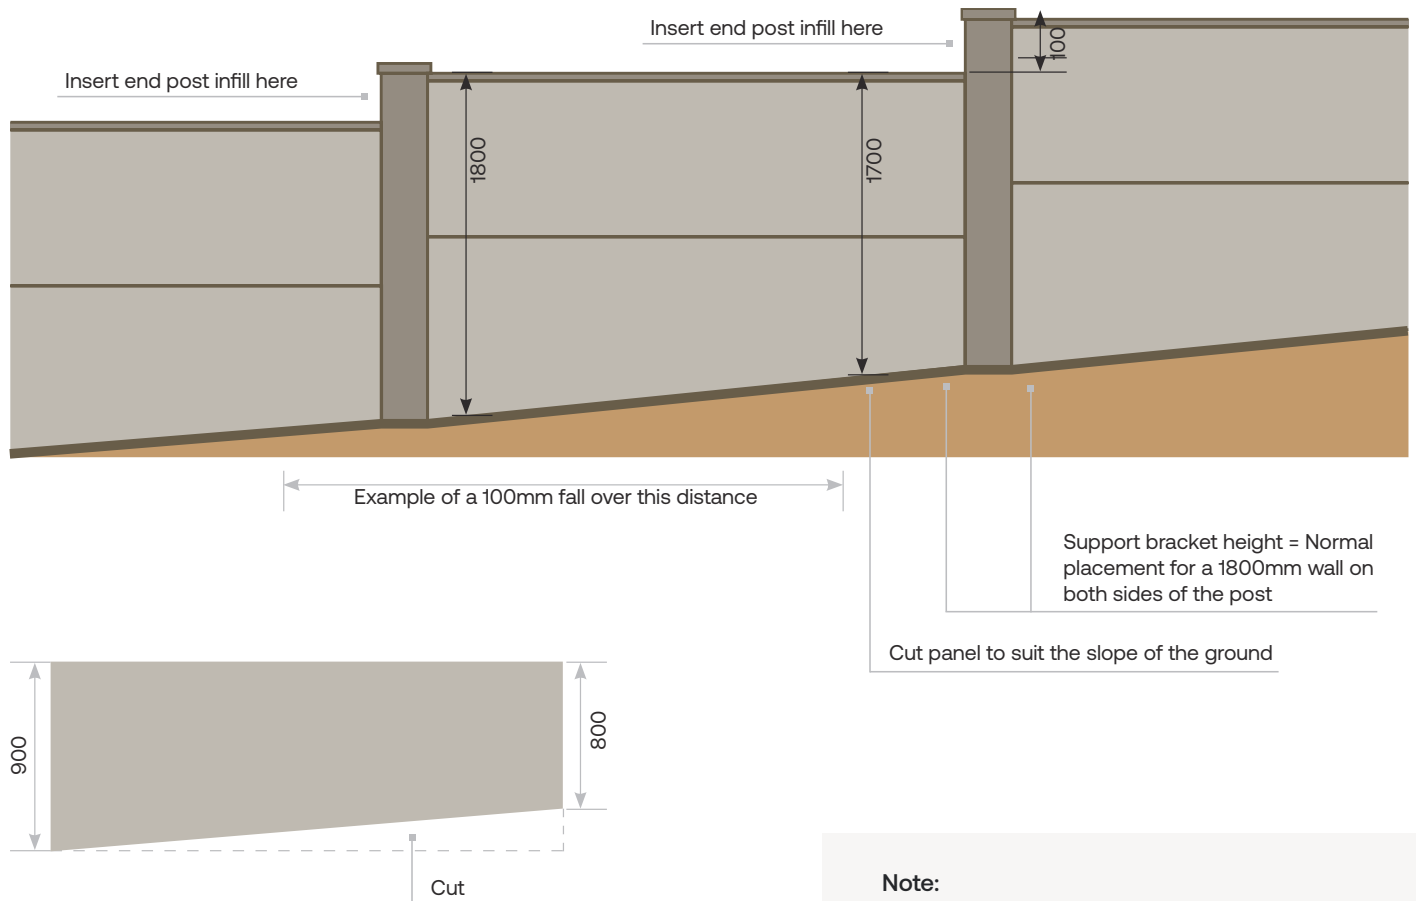 Insert end post infill here
100
Insert end post infill here
1800
1700
Example of a 100mm fall over this distance
Support bracket height = Normal
placement for a 1800mm wall on
both sides of the post
Cut panel to suit the slope of the ground
900
800
Cut
Note: